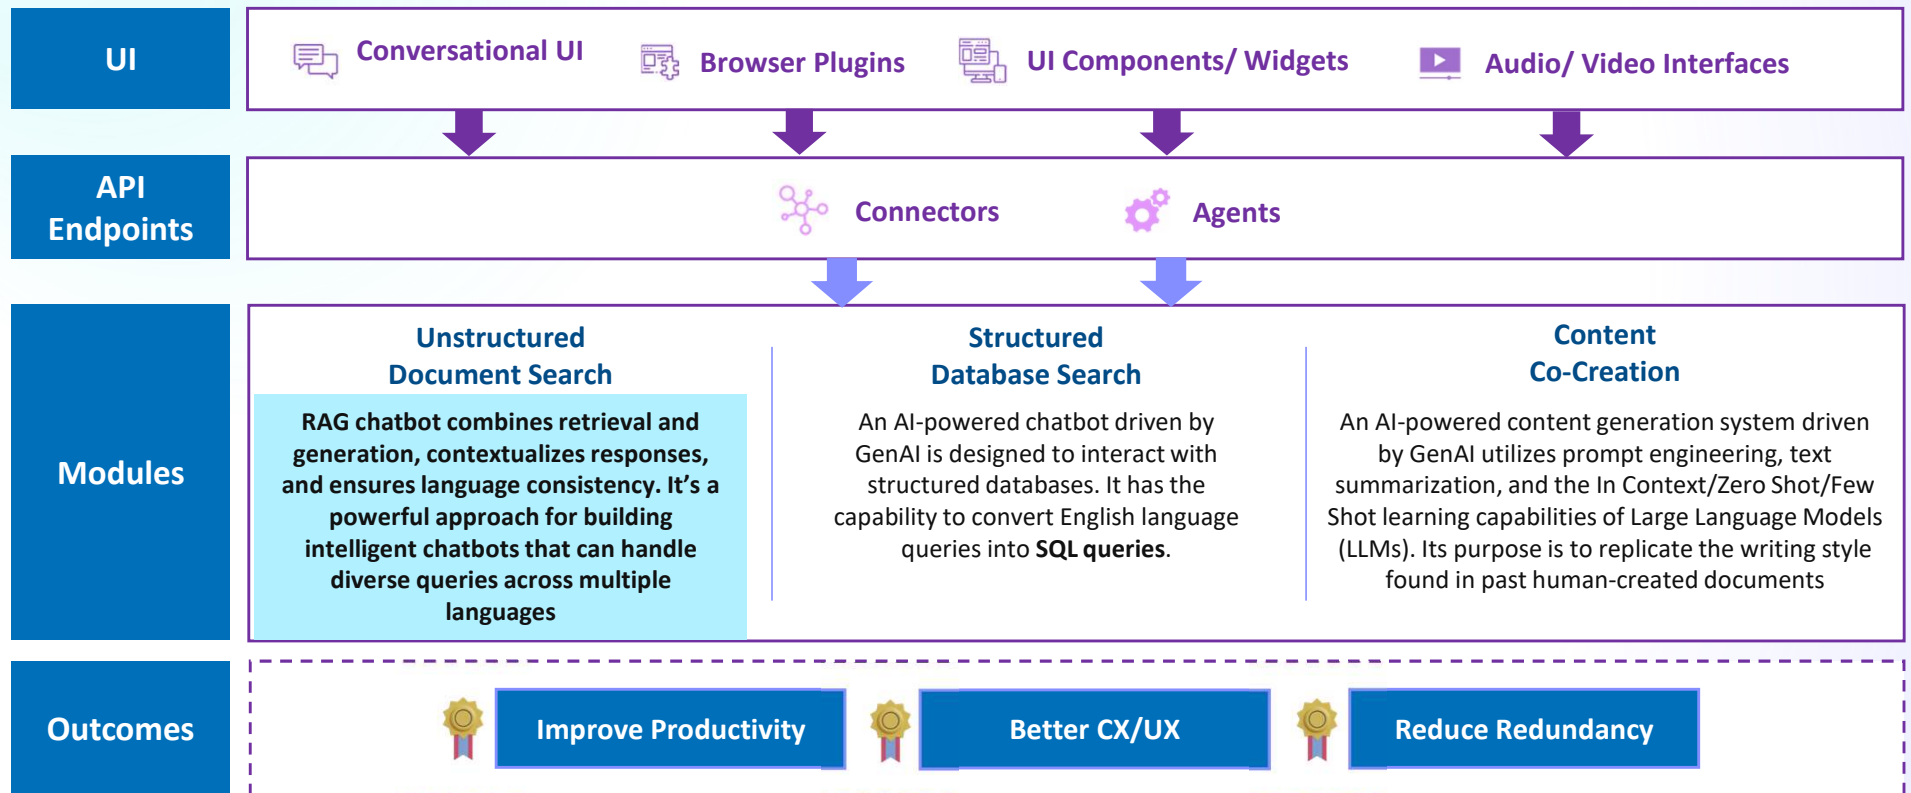 UI
Conversational UI
Browser Plugins
UI Components/ Widgets
Audio/ Video Interfaces
API
Endpoints
Connectors
Agents
Modules
Unstructured
Document Search
RAG chatbot combines retrieval and
generation, contextualizes responses,
and ensures language consistency. It’s a
powerful approach for building
intelligent chatbots that can handle
diverse queries across multiple
languages
Structured
Database Search
An AI-powered chatbot driven by
GenAI is designed to interact with
structured databases. It has the
capability to convert English language
queries into SQL queries.
Content
Co-Creation
An AI-powered content generation system driven
by GenAI utilizes prompt engineering, text
summarization, and the In Context/Zero Shot/Few
Shot learning capabilities of Large Language Models
(LLMs). Its purpose is to replicate the writing style
found in past human-created documents
Outcomes
Improve Productivity
Better CX/UX
Reduce Redundancy